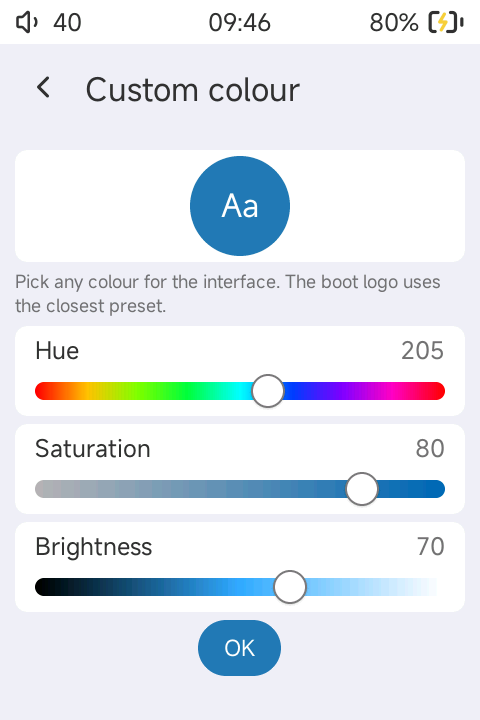 40
09:46
80%
Custom colour
Aa
Pick any colour for the interface. The boot logo uses
the closest preset.
Hue 205
Saturation 80
Brightness 70
OK